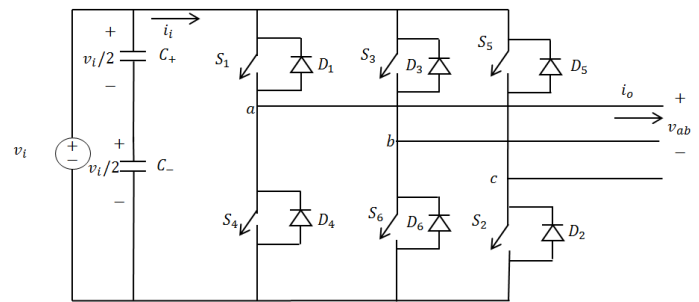 +
i_i
v_i/2
C_+
−
S_1
D_1
S_3
D_3
S_5
D_5
i_o
+
a
v_ab
b
−
v_i
+
−
+
v_i/2
C_−
−
c
S_4
D_4
S_6
D_6
S_2
D_2